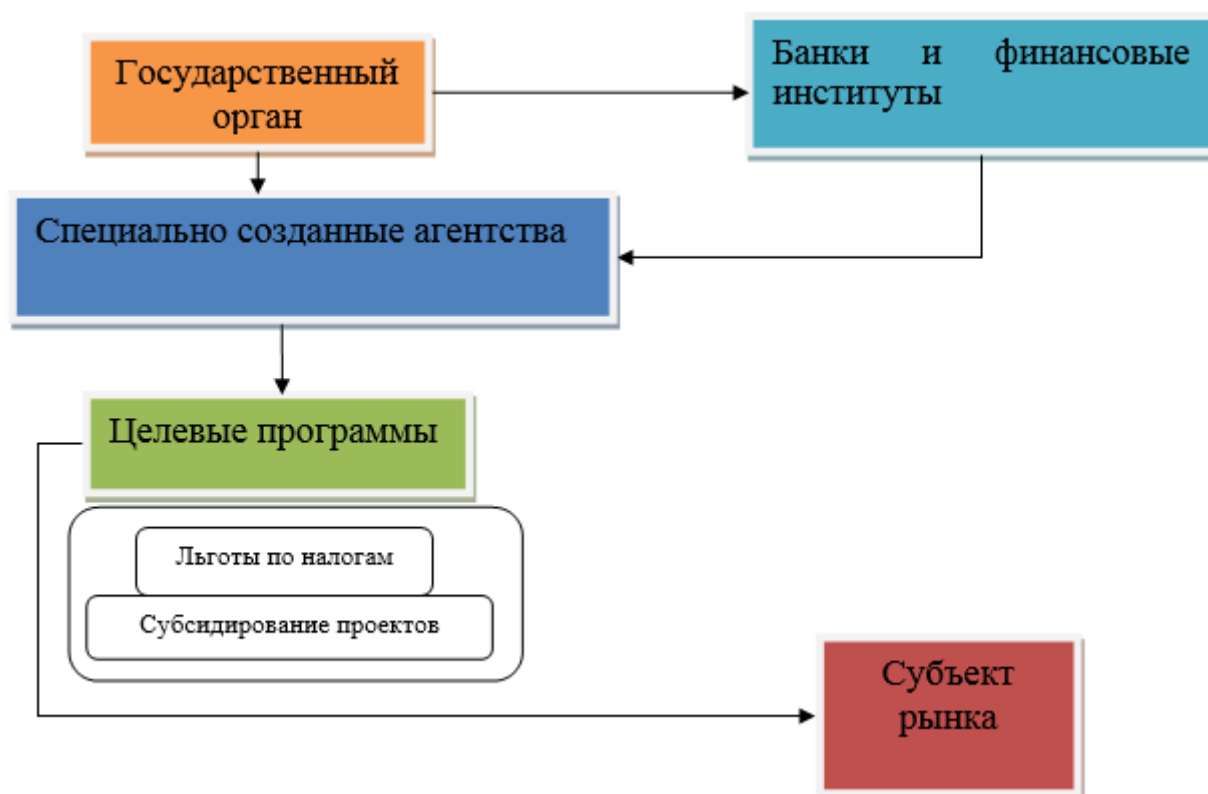 Государственный
орган
Банки и финансовые
институты
Специально созданные агентства
Целевые программы
Льготы по налогам
Субсидирование проектов
Субъект
рынка